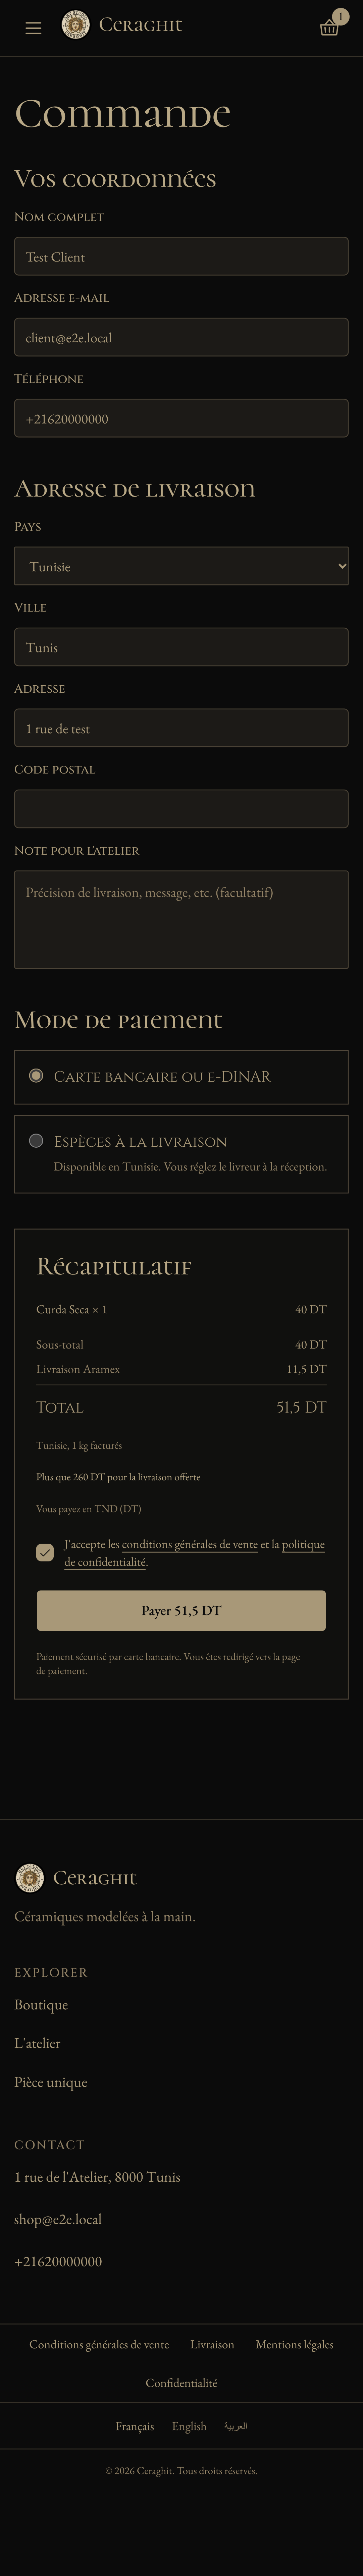 Ceraghit
1
Commande
Vos coordonnées
Nom complet
Test Client
Adresse e-mail
client@e2e.local
Téléphone
+21620000000
Adresse de livraison
Pays
Tunisie
Ville
Tunis
Adresse
1 rue de test
Code postal
Note pour l'atelier
Précision de livraison, message, etc. (facultatif)
Mode de paiement
Carte bancaire ou e-DINAR
Espèces à la livraison
Disponible en Tunisie. Vous réglez le livreur à la réception.
Récapitulatif
Curda Seca × 1 40 DT
Sous-total 40 DT
Livraison Aramex 11,5 DT
Total 51,5 DT
Tunisie, 1 kg facturés
Plus que 260 DT pour la livraison offerte
Vous payez en TND (DT)
J'accepte les conditions générales de vente et la politique
de confidentialité.
Payer 51,5 DT
Paiement sécurisé par carte bancaire. Vous êtes redirigé vers la page
de paiement.
Ceraghit
Céramiques modelées à la main.
EXPLORER
Boutique
L'atelier
Pièce unique
CONTACT
1 rue de l'Atelier, 8000 Tunis
shop@e2e.local
+21620000000
Conditions générales de vente Livraison Mentions légales
Confidentialité
Français English العربية
© 2026 Ceraghit. Tous droits réservés.